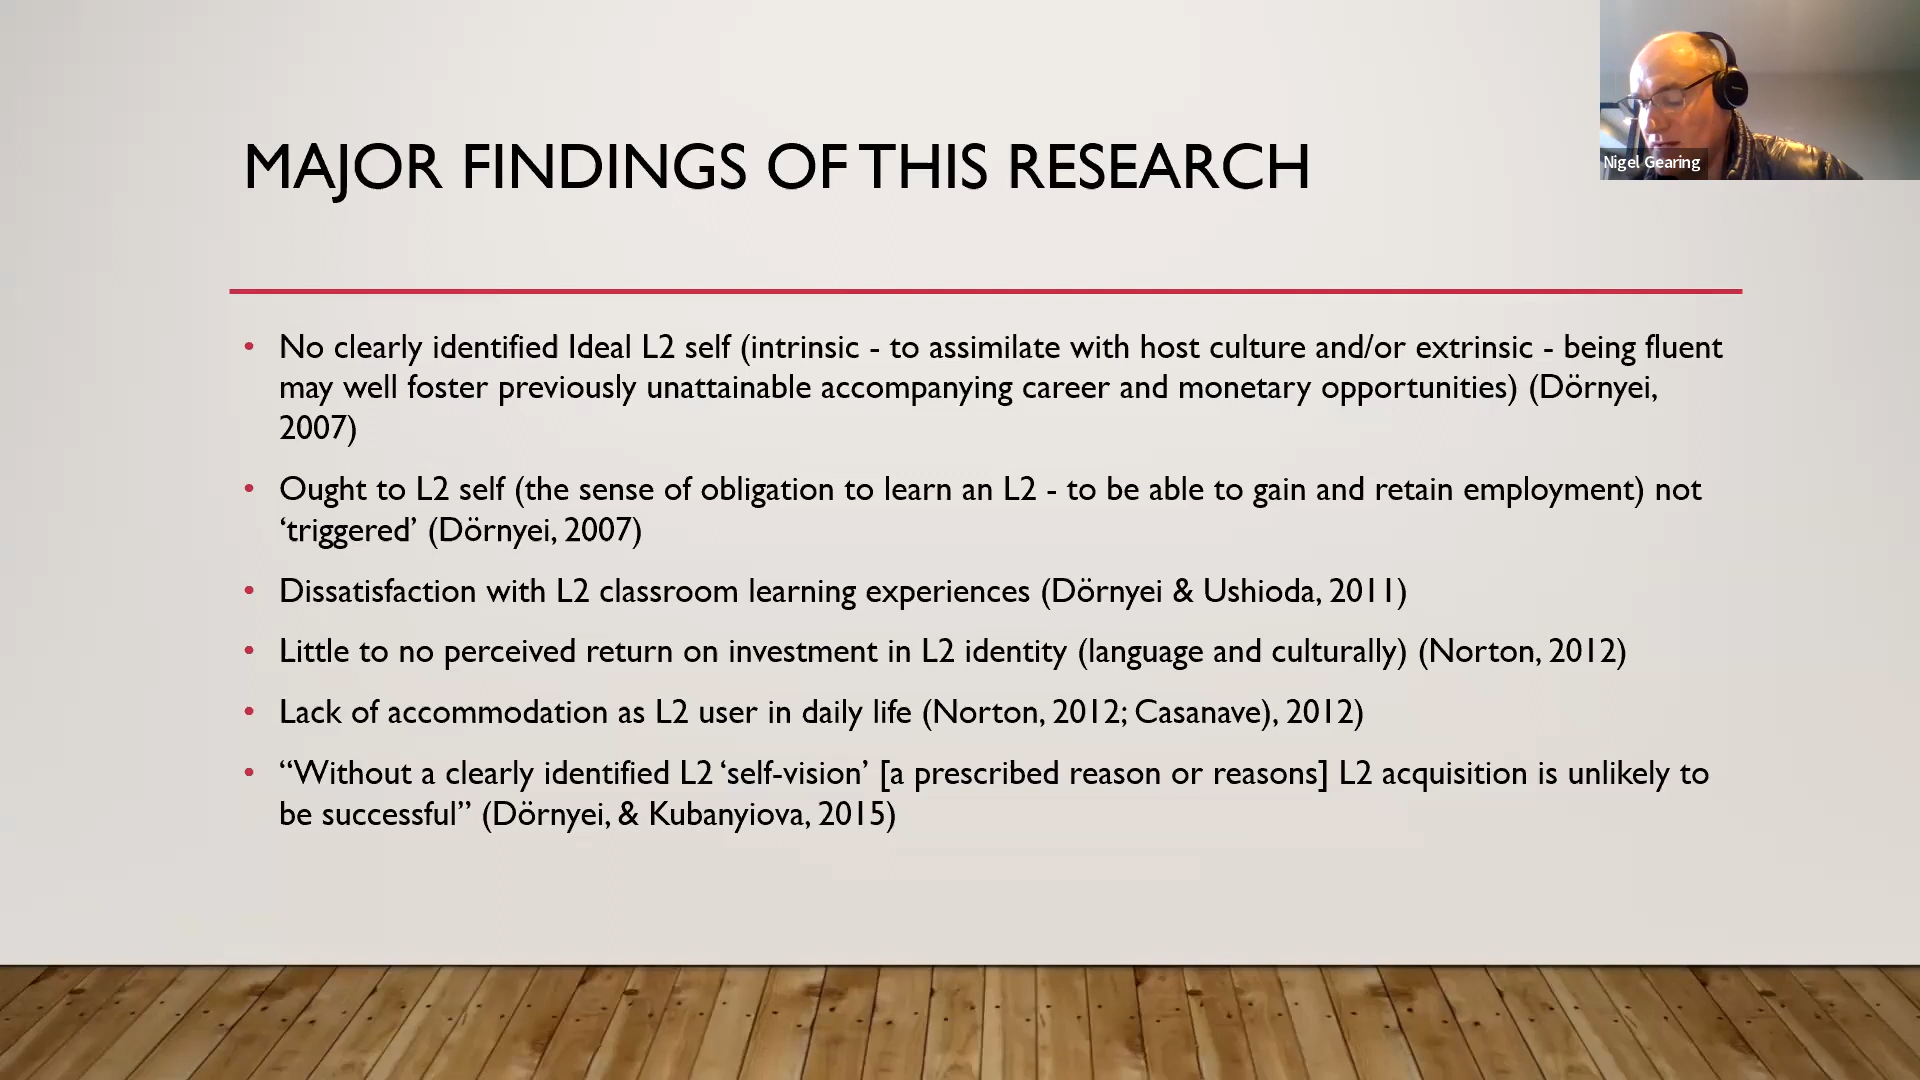 Nigel Gearing
MAJOR FINDINGS OF THIS RESEARCH
• No clearly identified Ideal L2 self (intrinsic - to assimilate with host culture and/or extrinsic - being fluent
may well foster previously unattainable accompanying career and monetary opportunities) (Dörnyei,
2007)
• Ought to L2 self (the sense of obligation to learn an L2 - to be able to gain and retain employment) not
‘triggered’ (Dörnyei, 2007)
• Dissatisfaction with L2 classroom learning experiences (Dörnyei & Ushioda, 2011)
• Little to no perceived return on investment in L2 identity (language and culturally) (Norton, 2012)
• Lack of accommodation as L2 user in daily life (Norton, 2012; Casanave), 2012)
• “Without a clearly identified L2 ‘self-vision’ [a prescribed reason or reasons] L2 acquisition is unlikely to
be successful” (Dörnyei, & Kubanyiova, 2015)